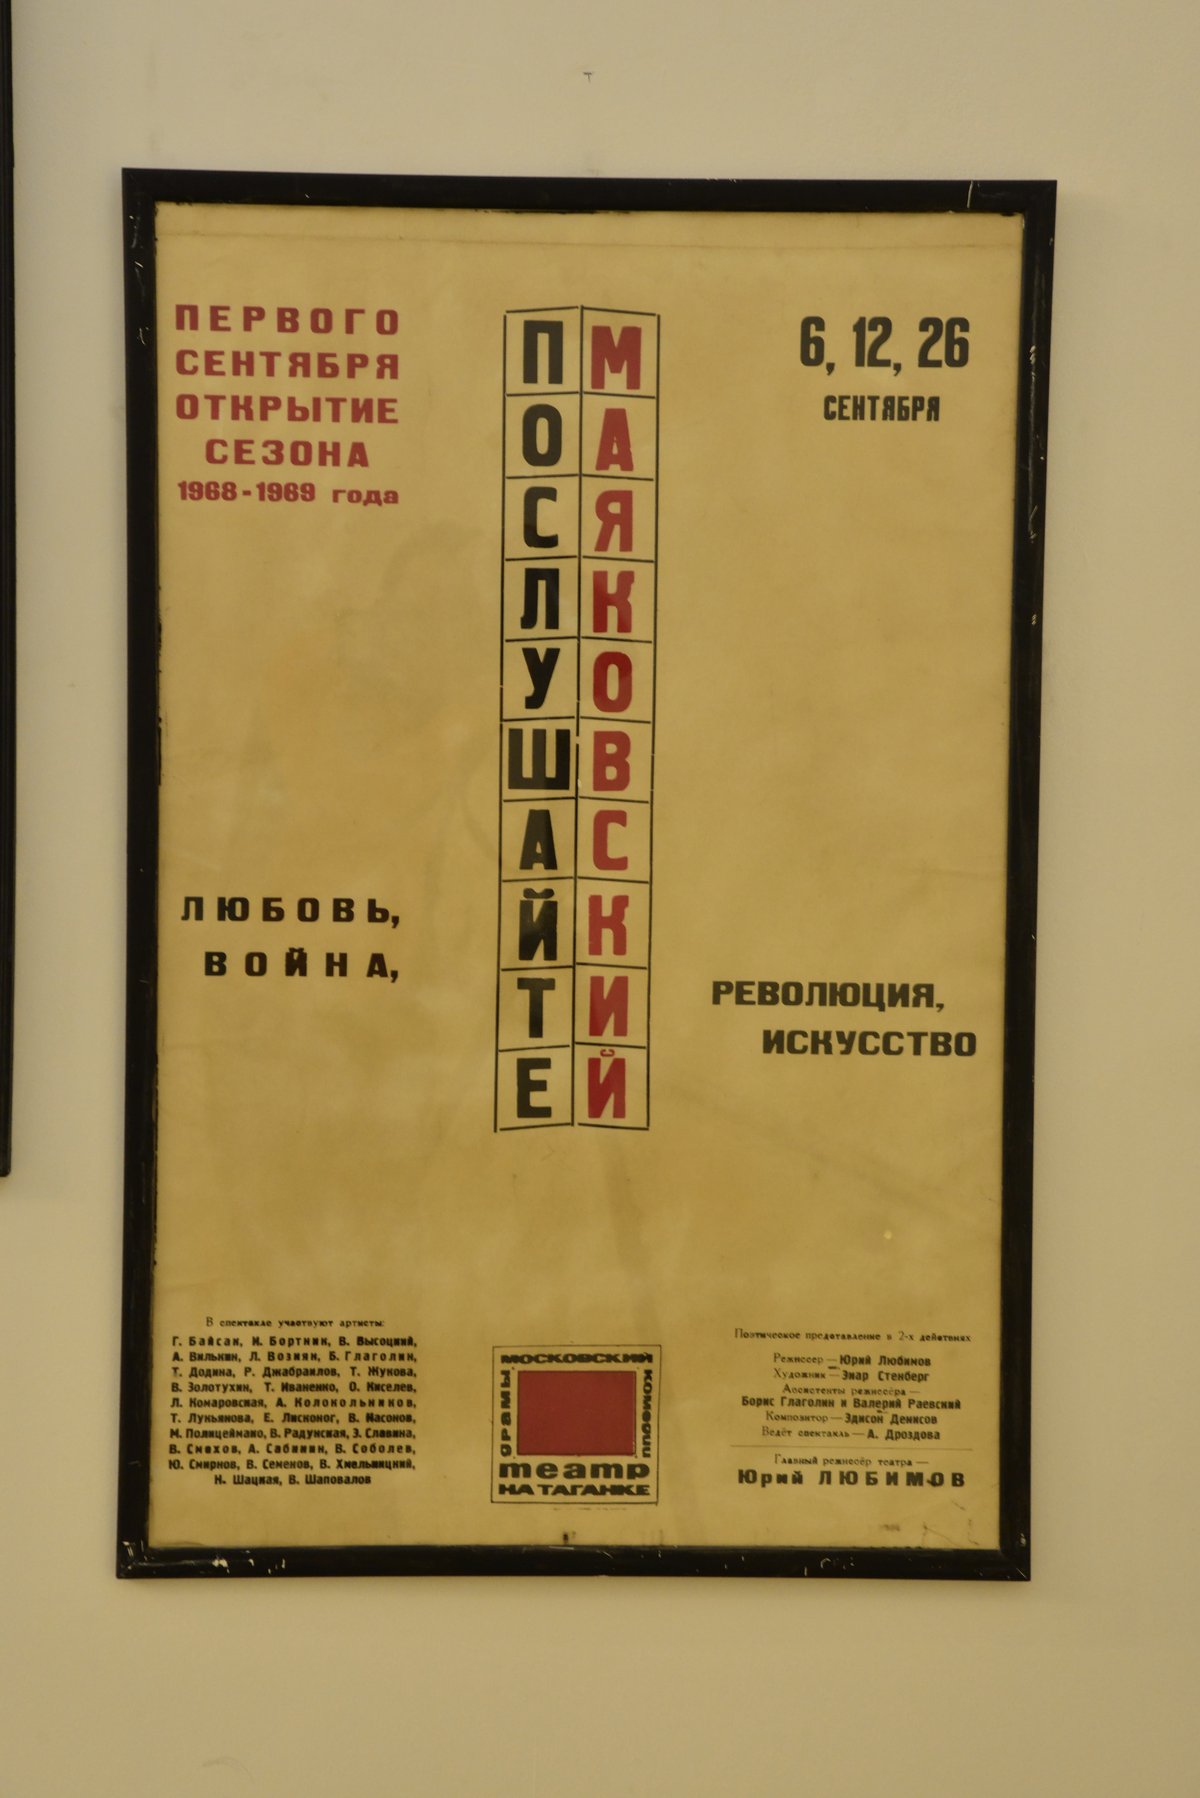 ПЕРВОГО
СЕНТЯБРЯ
ОТКРЫТИЕ
СЕЗОНА
1968-1969 года
ПОСЛУШАЙТЕ
МАЯКОВСКИЙ
6, 12, 26
СЕНТЯБРЯ
ЛЮБОВЬ,
ВОЙНА,
РЕВОЛЮЦИЯ,
ИСКУССТВО
В спектакле участвуют артисты:
Г. Байсак, И. Бортник, В. Высоцкий,
А. Вилькин, Л. Возиян, Б. Глаголин,
Т. Додина, Р. Джабраилов, Т. Жукова,
В. Золотухин, Т. Иваненко, О. Киселев,
Л. Комаровская, А. Колокольников,
Т. Лукьянова, Е. Лисконог, В. Насонов,
М. Полицеймако, В. Радунская, З. Славина,
В. Смехов, А. Сабинин, В. Соболев,
Ю. Смирнов, В. Семенов, В. Хмельницкий,
Н. Шацкая, В. Шаповалов
МОСКОВСКИЙ
драмы
комедии
театр
НА ТАГАНКЕ
Поэтическое представление в 2-х действиях
Режиссер — Юрий Любимов
Художник — Энар Стенберг
Ассистенты режиссёра —
Борис Глаголин и Валерий Раевский
Композитор — Эдисон Денисов
Ведёт спектакль — А. Дроздова
Главный режиссёр театра —
Юрий ЛЮБИМОВ